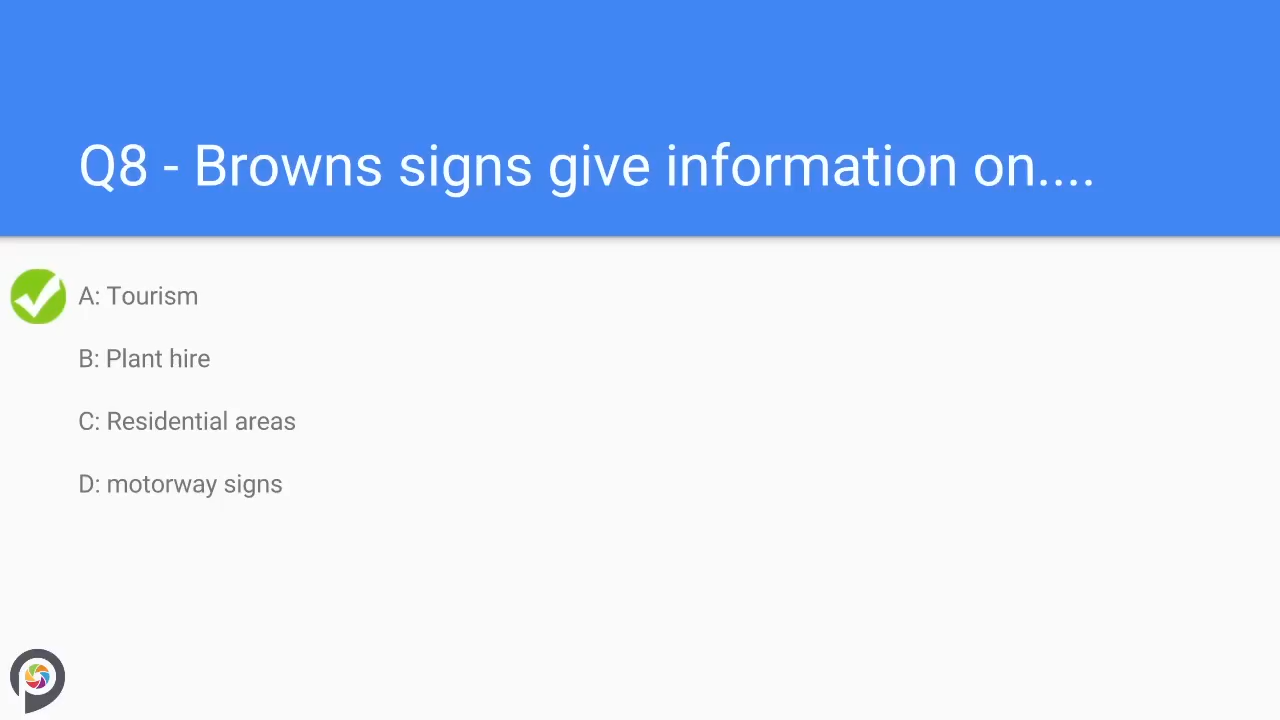 Q8 - Browns signs give information on....
A: Tourism
B: Plant hire
C: Residential areas
D: motorway signs